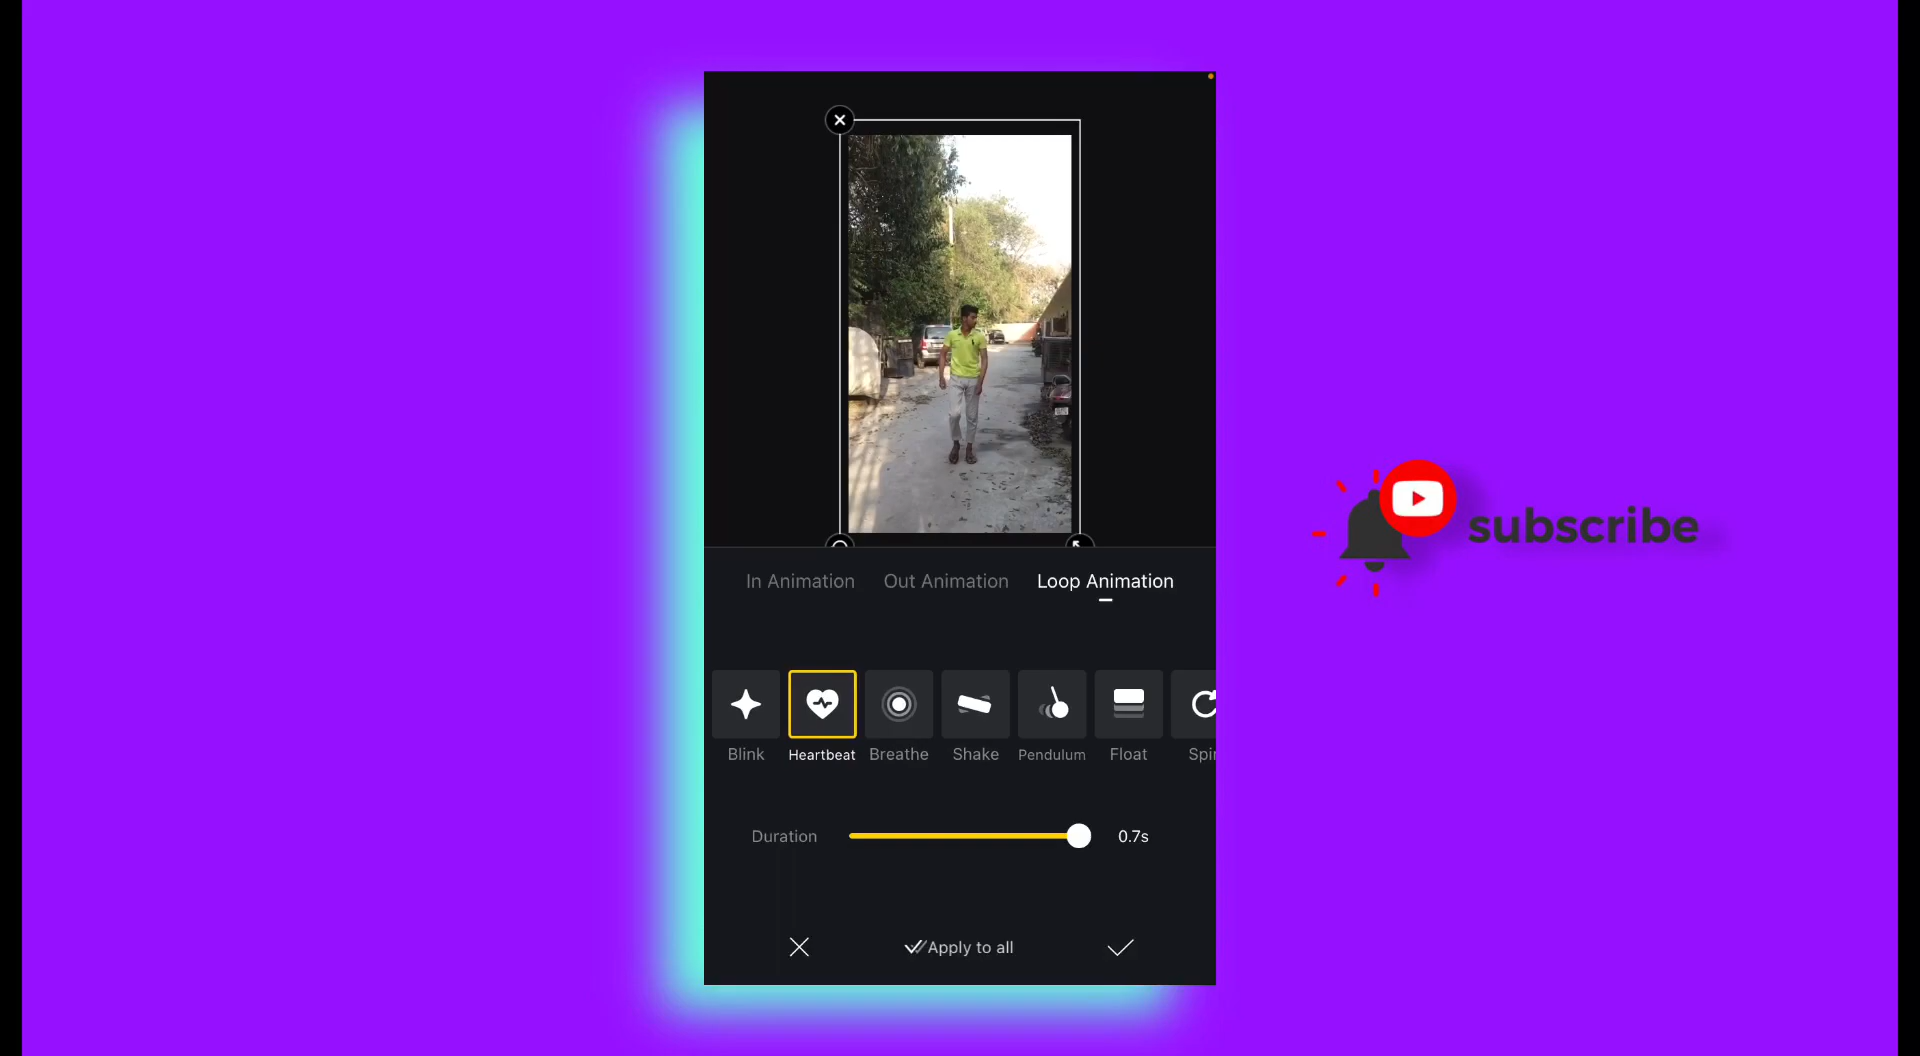 In Animation Out Animation Loop Animation
Blink Heartbeat Breathe Shake Pendulum Float Spin
Duration 0.7s
Apply to all
subscribe